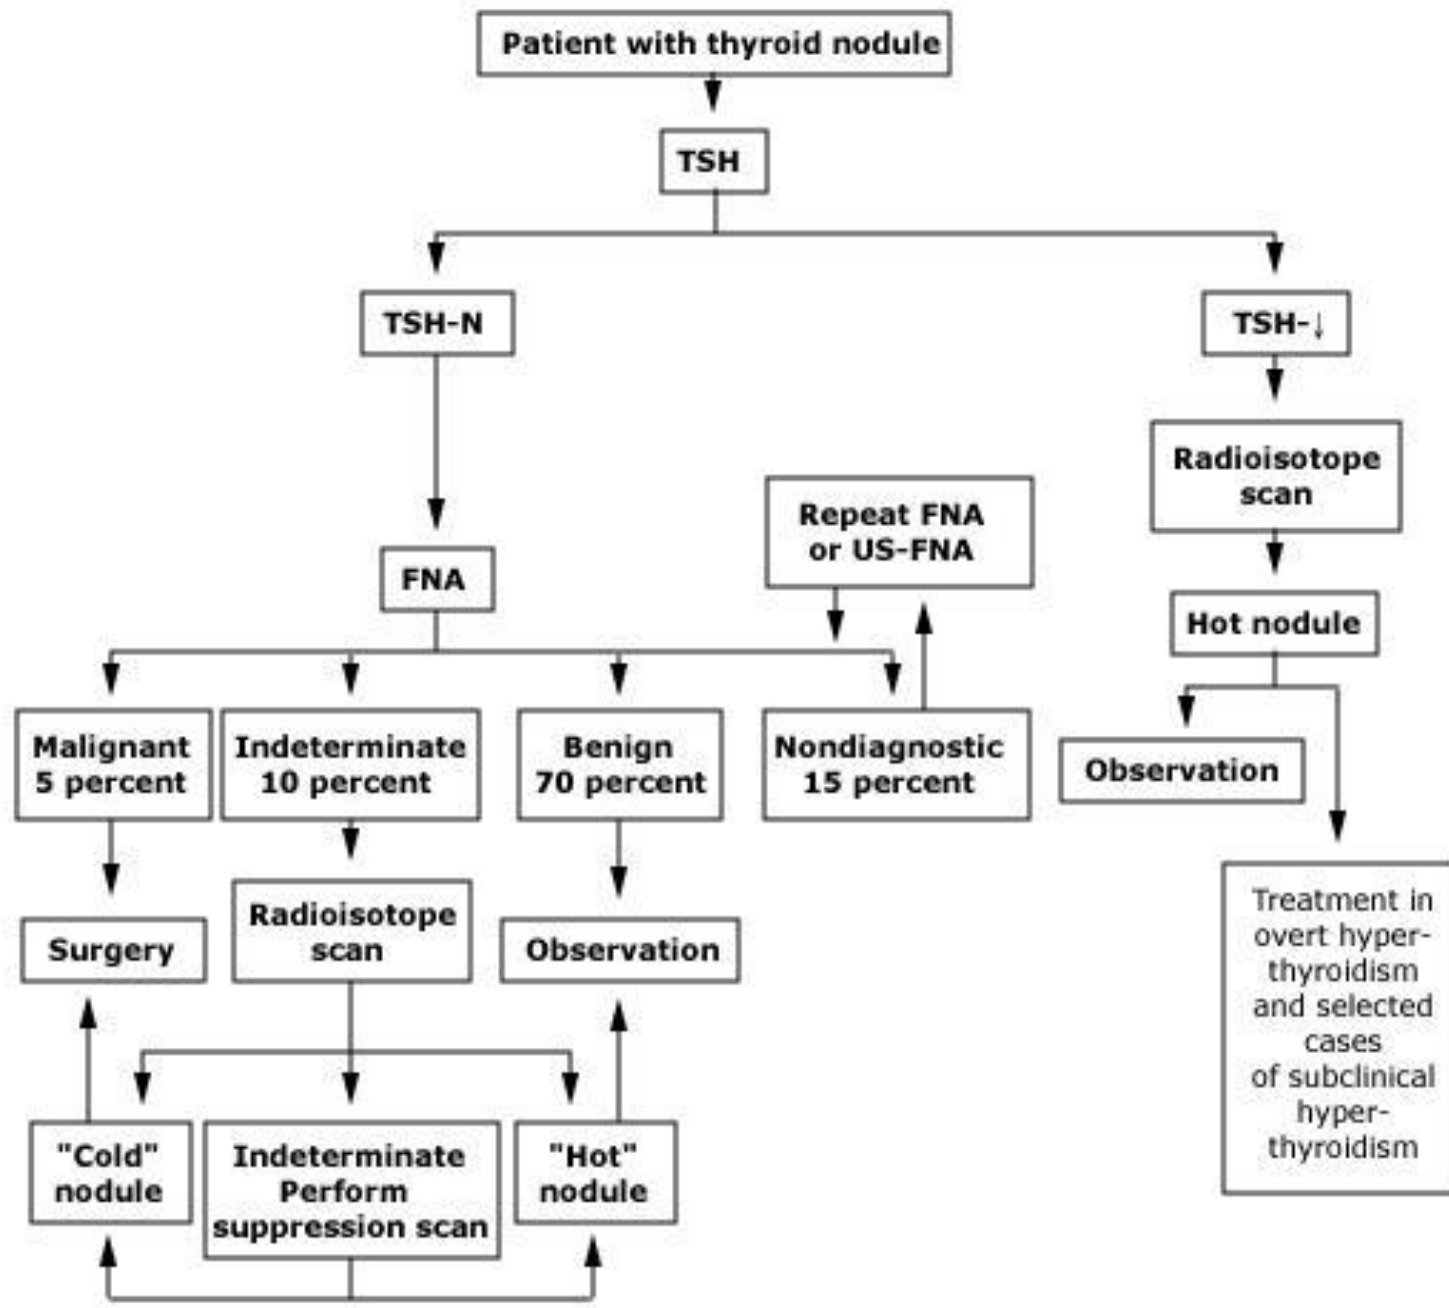 Patient with thyroid nodule
TSH
TSH-N
TSH-↓
Radioisotope
scan
Repeat FNA
or US-FNA
FNA
Hot nodule
Malignant
5 percent
Indeterminate
10 percent
Benign
70 percent
Nondiagnostic
15 percent
Observation
Surgery
Radioisotope
scan
Observation
Treatment in
overt hyper-
thyroidism
and selected
cases
of subclinical
hyper-
thyroidism
"Cold"
nodule
Indeterminate
Perform
suppression scan
"Hot"
nodule